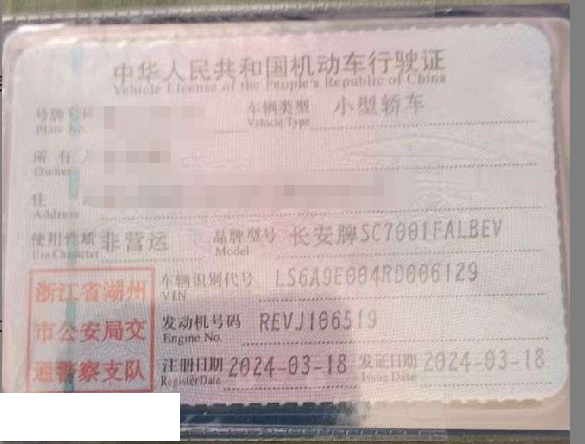 中华人民共和国机动车行驶证
Vehicle License of the People's Republic of China
号牌号码 车辆类型 小型轿车
Plate No. Vehicle Type
所有人
Owner
住
Address
使用性质 非营运 品牌型号 长安牌SC7001FALBEV
Use Character Model
浙江省湖州
市公安局交
通警察支队
车辆识别代号 LS6A9E004RD006129
VIN
发动机号码 REVJ106519
Engine No.
注册日期 2024-03-18 发证日期 2024-03-18
Register Date Issue Date